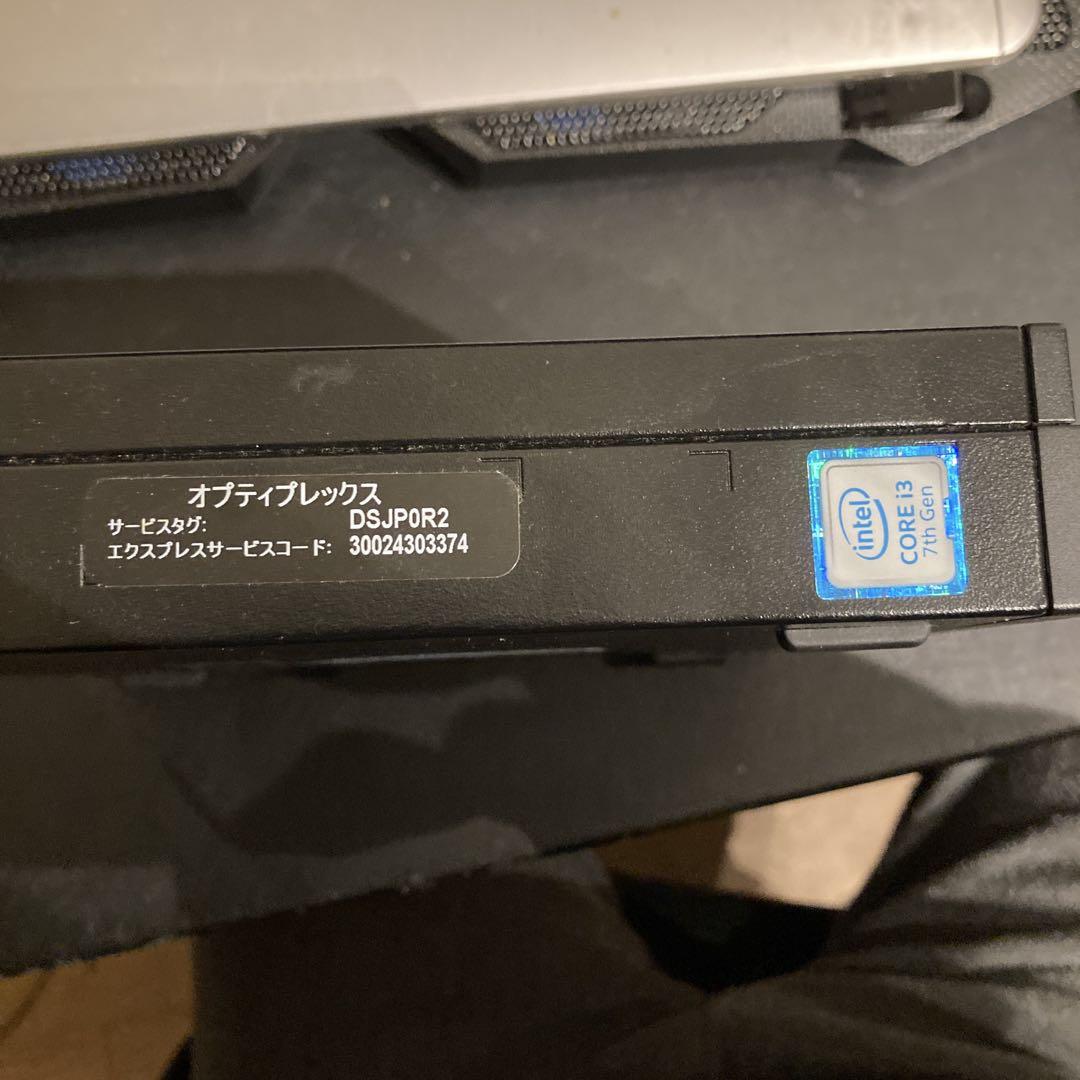 オプティプレックス
サービスタグ: DSJP0R2
エクスプレスサービスコード: 30024303374
intel
CORE i3
7th Gen